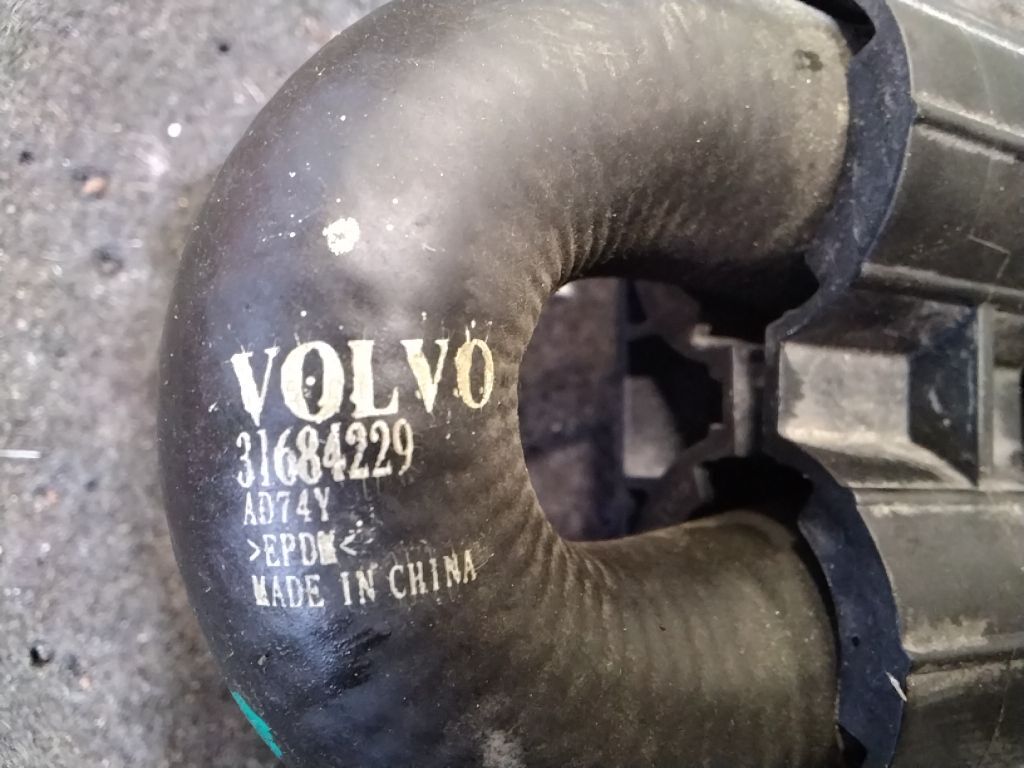 VOLVO
31684229
AD74Y
>EPDM<
MADE IN CHINA